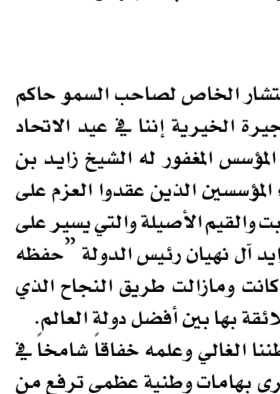 تشار الخاص لصاحب السمو حاكم
جيرة الخيرية إننا في عيد الاتحاد
المؤسس المغفور له الشيخ زايد بن
المؤسسين الذين عقدوا العزم على
بت والقيم الأصيلة والتي يسير على
زايد آل نهيان رئيس الدولة "حفظه
كانت ومازالت طريق النجاح الذي
لائقة بها بين أفضل دولة العالم.
طننا الغالي وعلمه خفاقاً شامخاً في
رى بهامات وطنية عظمى ترفع من